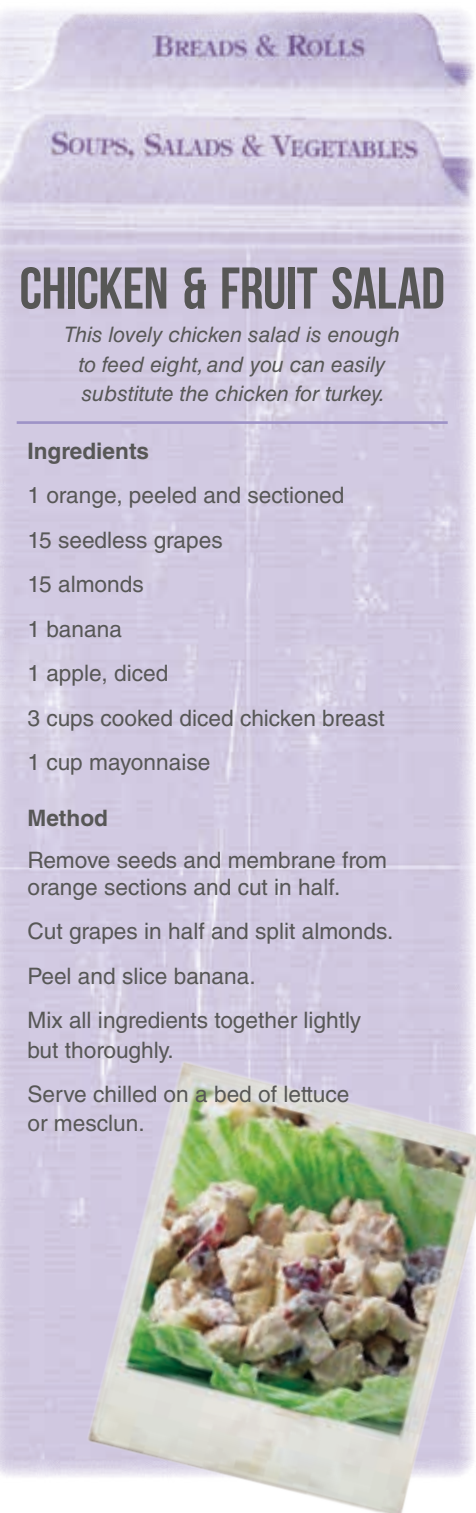 BREADS & ROLLS
SOUPS, SALADS & VEGETABLES
CHICKEN & FRUIT SALAD
This lovely chicken salad is enough
to feed eight, and you can easily
substitute the chicken for turkey.
Ingredients
1 orange, peeled and sectioned
15 seedless grapes
15 almonds
1 banana
1 apple, diced
3 cups cooked diced chicken breast
1 cup mayonnaise
Method
Remove seeds and membrane from
orange sections and cut in half.
Cut grapes in half and split almonds.
Peel and slice banana.
Mix all ingredients together lightly
but thoroughly.
Serve chilled on a bed of lettuce
or mesclun.